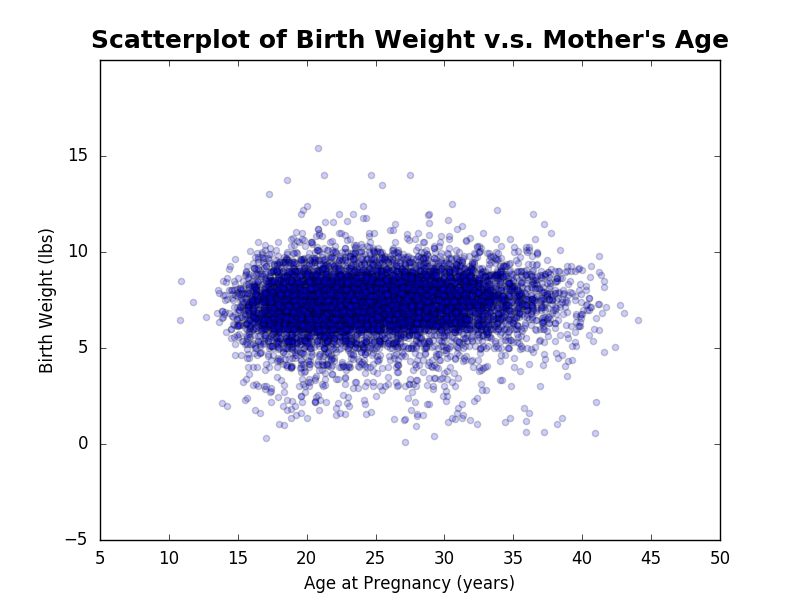 Scatterplot of Birth Weight v.s. Mother's Age
15
10
5
0
−5
Birth Weight (lbs)
5 10 15 20 25 30 35 40 45 50
Age at Pregnancy (years)